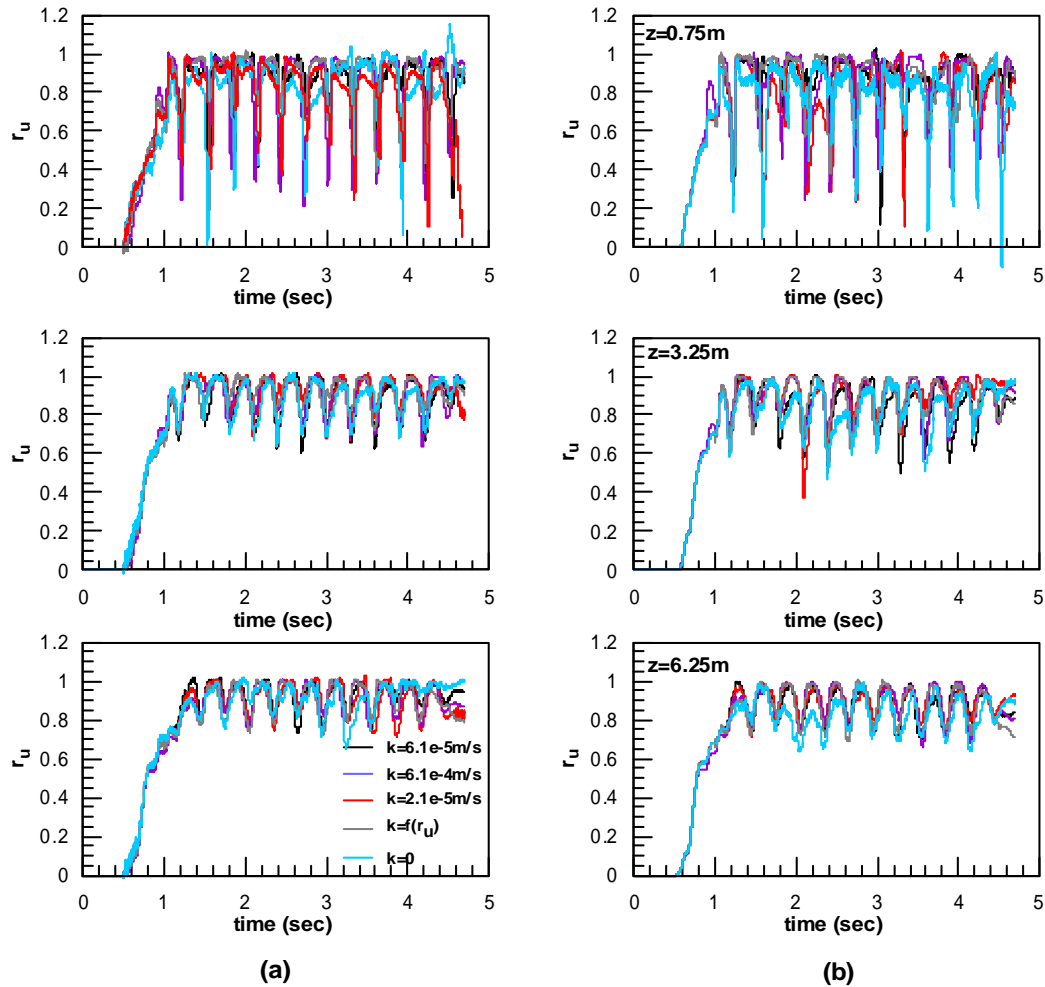 1.2
1
0.8
0.6
0.4
0.2
0
r_u
0 1 2 3 4 5
time (sec)
z=0.75m
1.2
1
0.8
0.6
0.4
0.2
0
r_u
0 1 2 3 4 5
time (sec)
1.2
1
0.8
0.6
0.4
0.2
0
r_u
0 1 2 3 4 5
time (sec)
z=3.25m
1.2
1
0.8
0.6
0.4
0.2
0
r_u
0 1 2 3 4 5
time (sec)
1.2
1
0.8
0.6
0.4
0.2
0
r_u
k=6.1e-5m/s
k=6.1e-4m/s
k=2.1e-5m/s
k=f(r_u)
k=0
0 1 2 3 4 5
time (sec)
z=6.25m
1.2
1
0.8
0.6
0.4
0.2
0
r_u
0 1 2 3 4 5
time (sec)
(a)
(b)